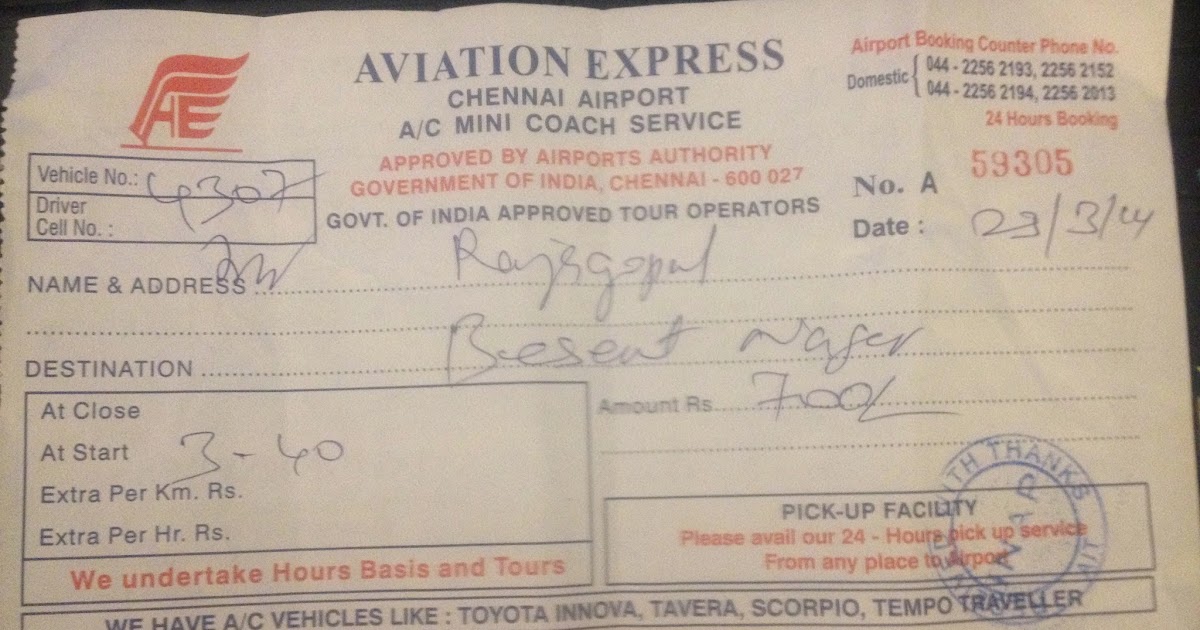 AE
AVIATION EXPRESS
CHENNAI AIRPORT
A/C MINI COACH SERVICE
APPROVED BY AIRPORTS AUTHORITY
GOVERNMENT OF INDIA, CHENNAI - 600 027
GOVT. OF INDIA APPROVED TOUR OPERATORS
Airport Booking Counter Phone No.
Domestic { 044 - 2256 2193, 2256 2152
044 - 2256 2194, 2256 2013
24 Hours Booking
Vehicle No.: 4307
Driver
Cell No. :
No. A 59305
Date : 23/3/14
NAME & ADDRESS Rajagopal
DESTINATION Besent Nager
At Close
At Start 3-40
Extra Per Km. Rs.
Extra Per Hr. Rs.
We undertake Hours Basis and Tours
Amount Rs. 700/-
WITH THANKS
PAID
PICK-UP FACILITY
Please avail our 24 - Hours pick up service
From any place to Airport
WE HAVE A/C VEHICLES LIKE : TOYOTA INNOVA, TAVERA, SCORPIO, TEMPO TRAVELLER